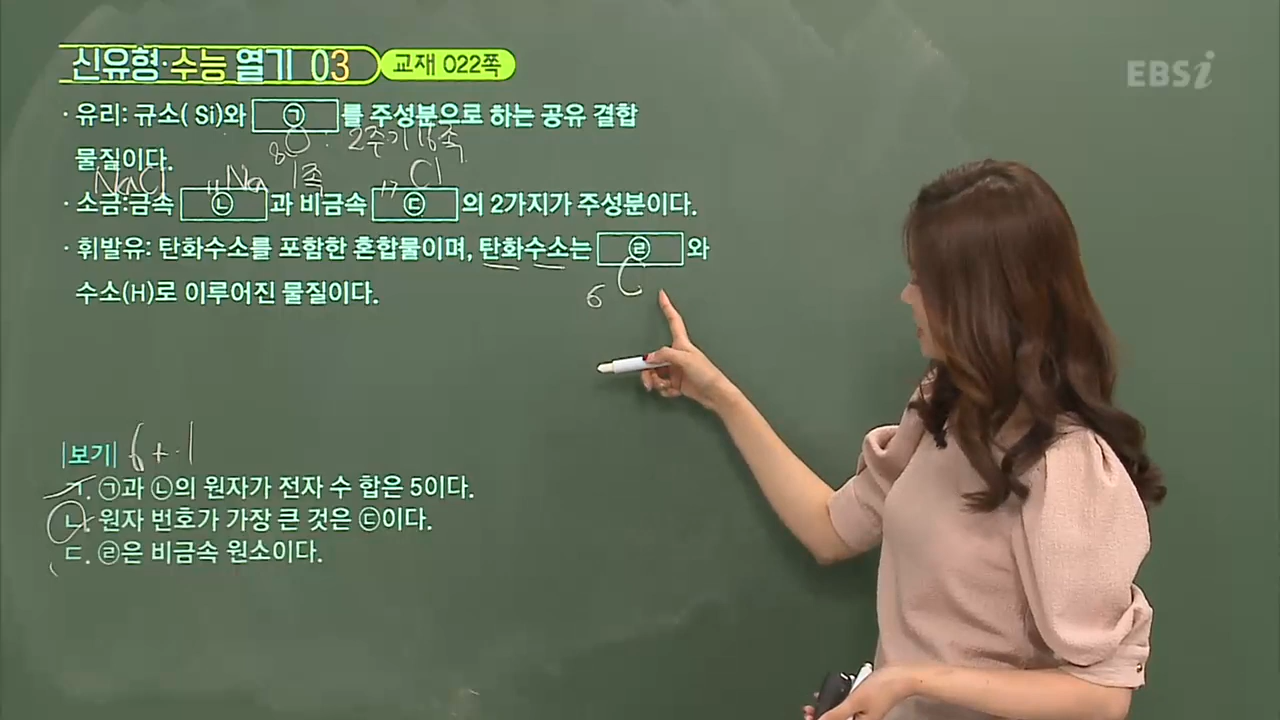 신유형·수능 열기 03 교재 022쪽
EBSi
· 유리: 규소( Si)와 ㉠를 주성분으로 하는 공유 결합
8 O : 2주기 16족
물질이다.
NaCl 11Na 1족 17 Cl
· 소금:금속 ㉡과 비금속 ㉢의 2가지가 주성분이다.
· 휘발유: 탄화수소를 포함한 혼합물이며, 탄화수소는 ㉣와
6 C
수소(H)로 이루어진 물질이다.
|보기| 6+1
ㄱ. ㉠과 ㉡의 원자가 전자 수 합은 5이다.
ㄴ. 원자 번호가 가장 큰 것은 ㉢이다.
ㄷ. ㉣은 비금속 원소이다.